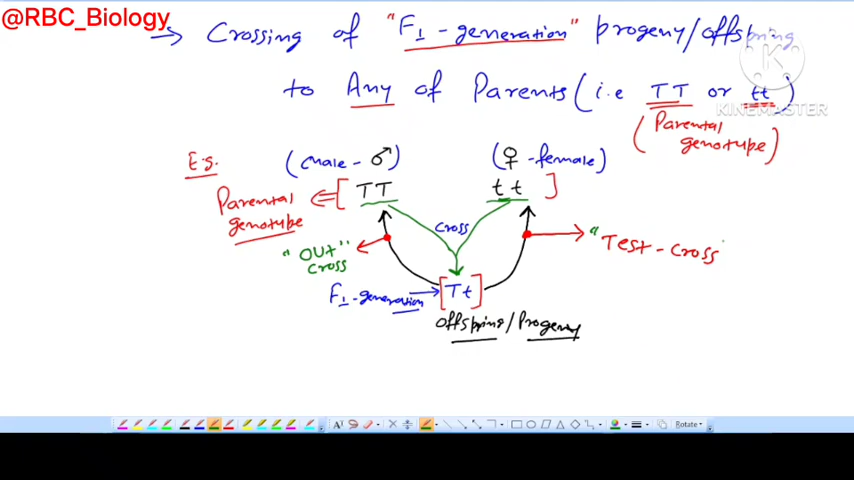 @RBC_Biology
→ Crossing of "F1-generation" progeny/offspring
to Any of Parents (i.e TT or tt)
KINEMASTER
(Parental genotype)
E.g.
(male - ♂)
(♀ - female)
Parental genotype ⇐ [ TT
tt ]
cross
"OUT" cross
"Test-cross
F1-generation → [Tt]
offspring/Progeny
Rotate